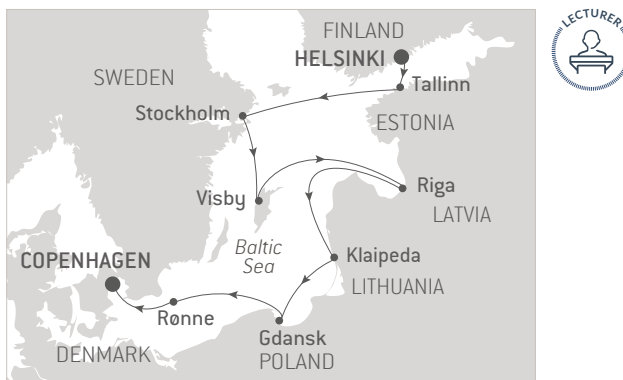 FINLAND
HELSINKI
LECTURER
SWEDEN
Tallinn
Stockholm
ESTONIA
Visby
Riga
LATVIA
Baltic
Sea
Klaipeda
COPENHAGEN
LITHUANIA
Rønne
Gdansk
DENMARK
POLAND